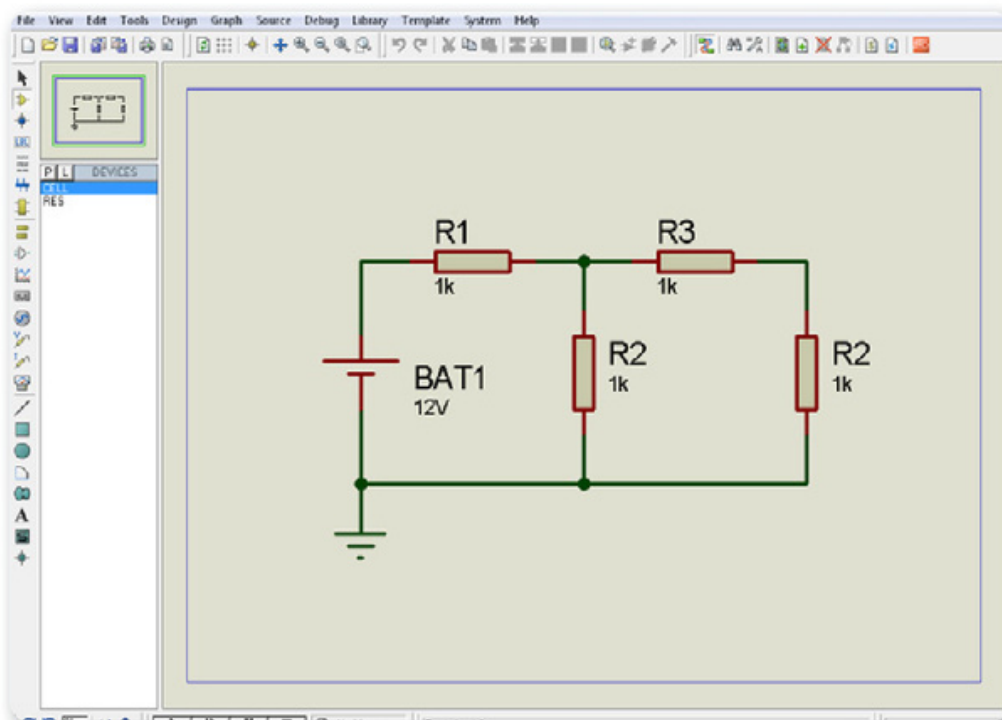 File View Edit Tools Design Graph Source Debug Library Template System Help
P L DEVICES
CELL
RES
R1
1k
R3
1k
BAT1
12V
R2
1k
R2
1k